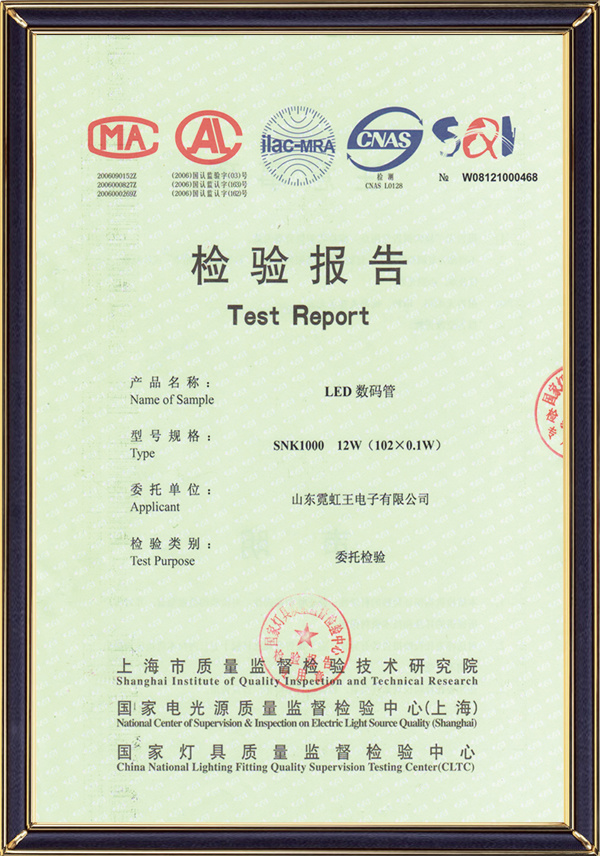 MA
AL
ilac-MRA
CNAS
SQI
2006090152Z
2006000827Z
2006000269Z
(2006)国认监验字(03)号
(2006)国认监认字(163)号
(2006)国认监认字(162)号
检 测
CNAS L0128
№ W08121000468
检验报告
Test Report
产品名称：
Name of Sample
LED 数码管
型号规格：
Type
SNK1000 12W（102×0.1W）
委托单位：
Applicant
山东霓虹王电子有限公司
检验类别：
Test Purpose
委托检验
上海市质量监督检验技术研究院
Shanghai Institute of Quality Inspection and Technical Research
国家电光源质量监督检验中心(上海)
National Center of Supervision & Inspection on Electric Light Source Quality (Shanghai)
国家灯具质量监督检验中心
China National Lighting Fitting Quality Supervision Testing Center(CLTC)